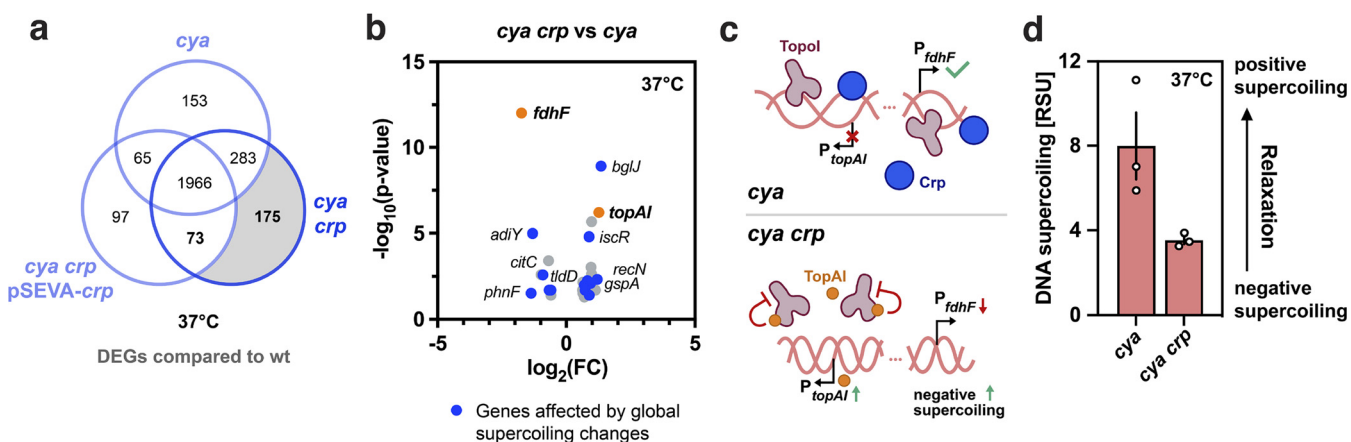 a
cya
153
65
283
1966
97
73
175
cya
crp
cya crp
pSEVA-crp
37°C
DEGs compared to wt
b
cya crp vs cya
37°C
-log10(p-value)
15
10
5
0
-5
0
5
log2(FC)
fdhF
bglJ
topAI
adiY
iscR
citC
tldD
recN
gspA
phnF
Genes affected by global
supercoiling changes
c
TopoI
PfdhF
PtopAI
Crp
cya
cya crp
TopAI
PfdhF
PtopAI
negative
supercoiling
d
DNA supercoiling [RSU]
12
8
4
0
37°C
cya
cya crp
positive
supercoiling
Relaxation
negative
supercoiling